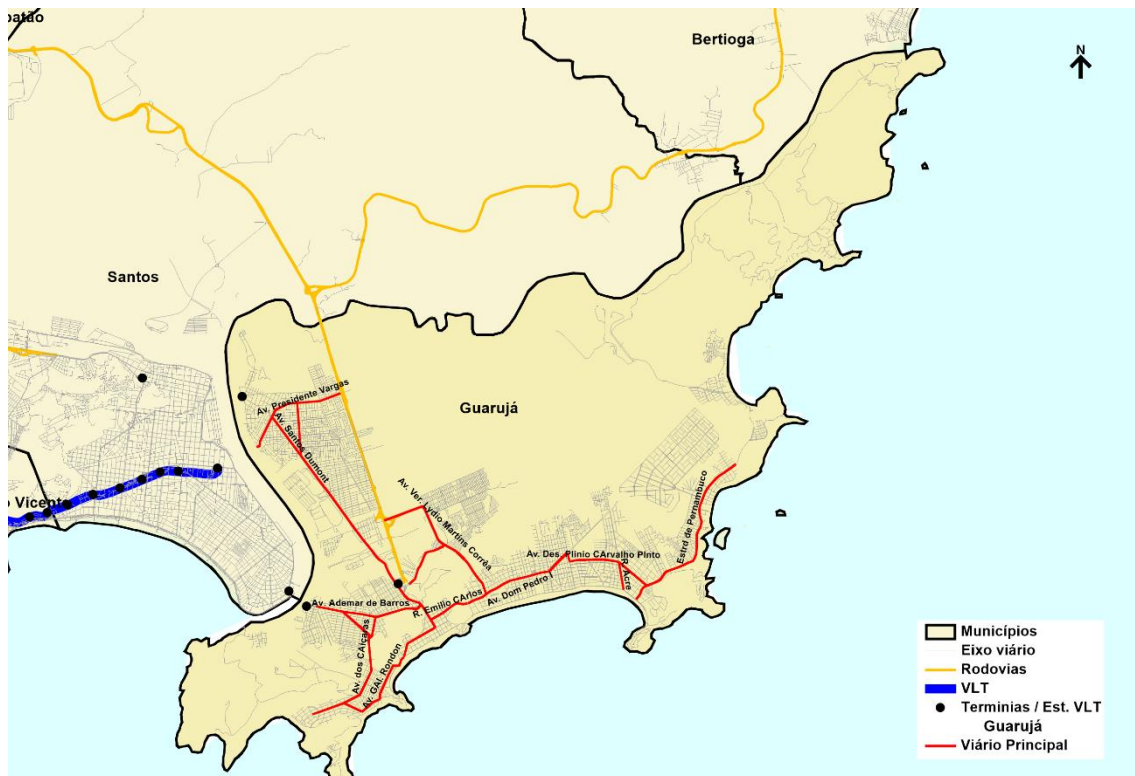 batão
Bertioga
N
Santos
Guarujá
Av. Presidente Vargas
Av. Santos Dumont
Vicente
Av. Ver. Lydio Martins Corrêa
Estrd de Pernambuco
Av. Des. Plinio CArvalho PInto
R. Acre
Av. Dom Pedro I
R. Emilio CArlos
Av. Ademar de Barros
Av. dos CAiçaras
Av. GAl. Rondon
Municípios
Eixo viário
Rodovias
VLT
Terminias / Est. VLT
Guarujá
Viário Principal